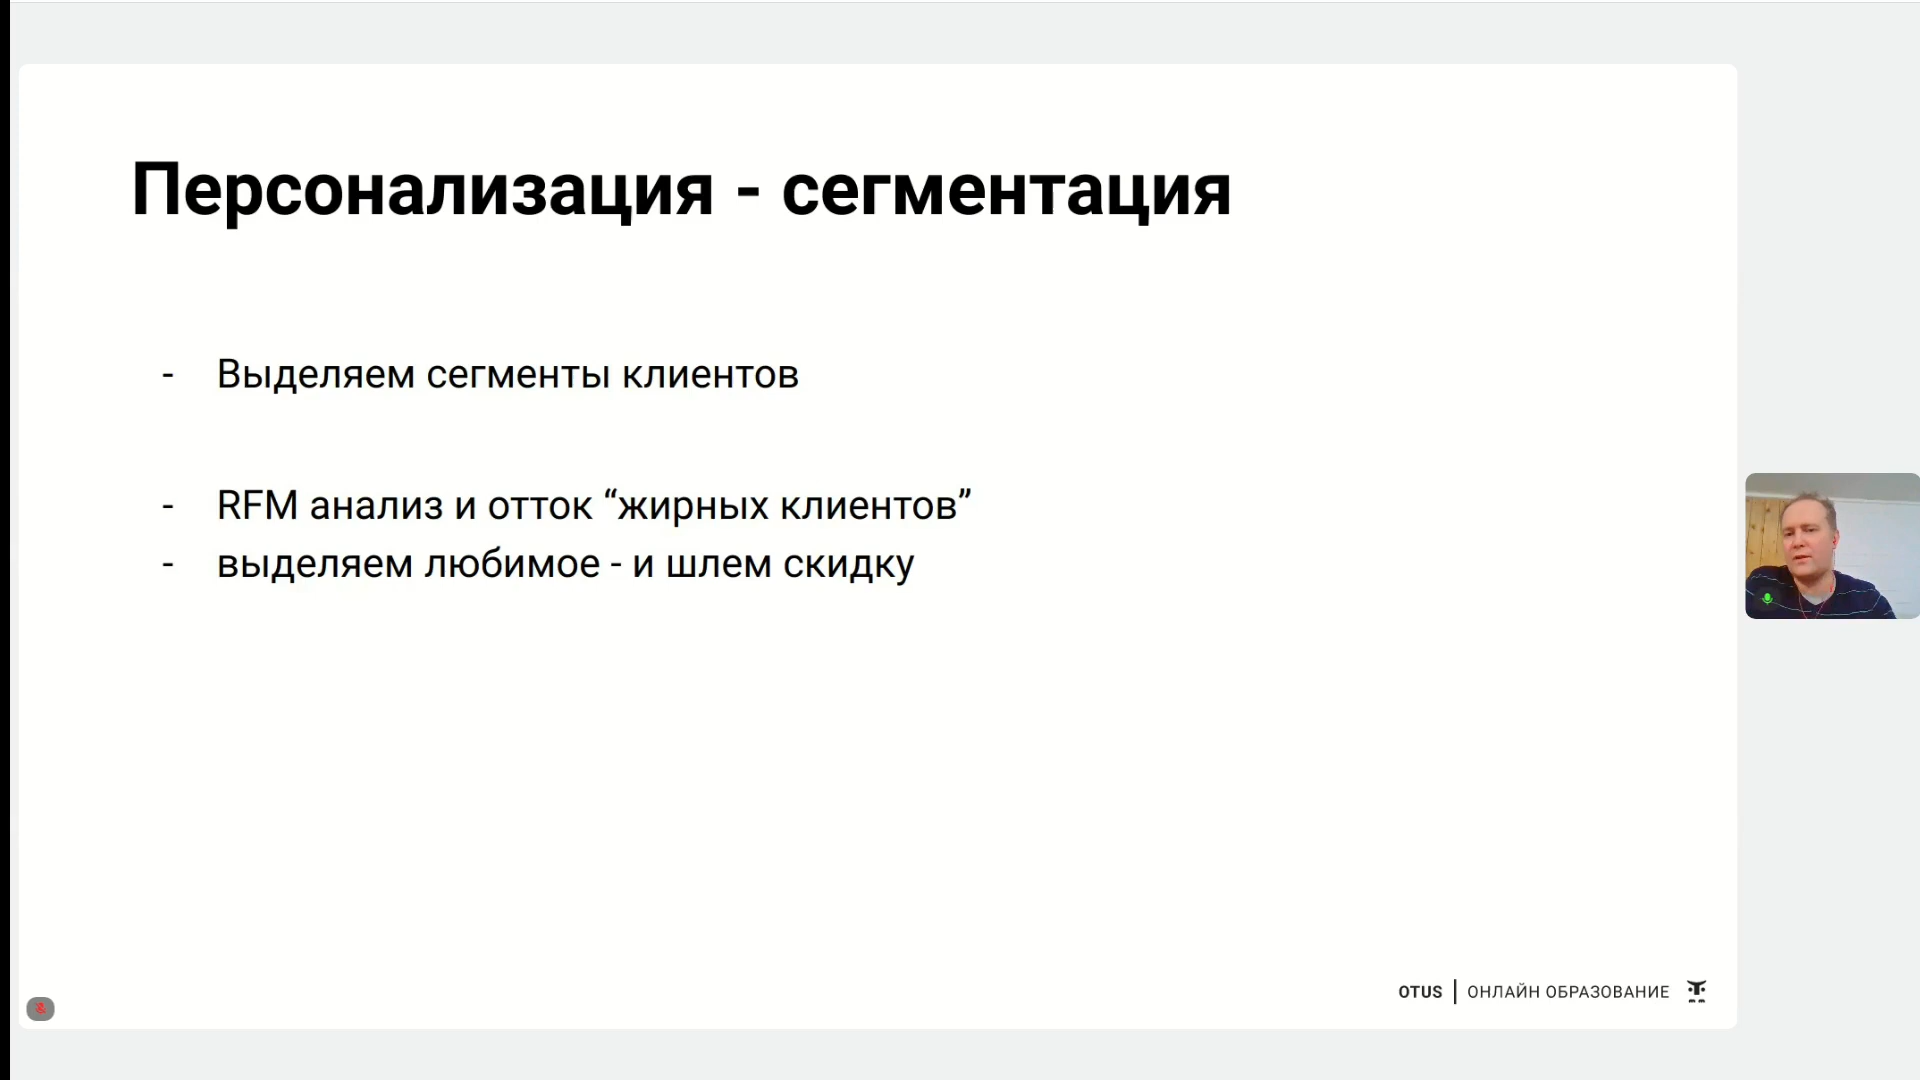 Персонализация - сегментация
- Выделяем сегменты клиентов
- RFM анализ и отток “жирных клиентов”
- выделяем любимое - и шлем скидку
OTUS | ОНЛАЙН ОБРАЗОВАНИЕ